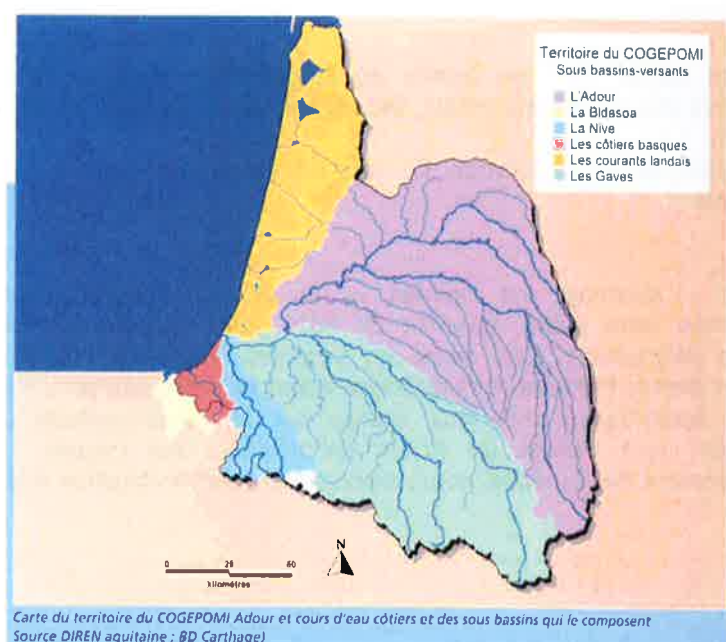 Territoire du COGEPOMI
Sous bassins-versants
L'Adour
La Bidasoa
La Nive
Les côtiers basques
Les courants landais
Les Gaves
N
0 25 50
kilomètres
Carte du territoire du COGEPOMI Adour et cours d'eau côtiers et des sous bassins qui le composent
Source DIREN aquitaine : BD Carthage)